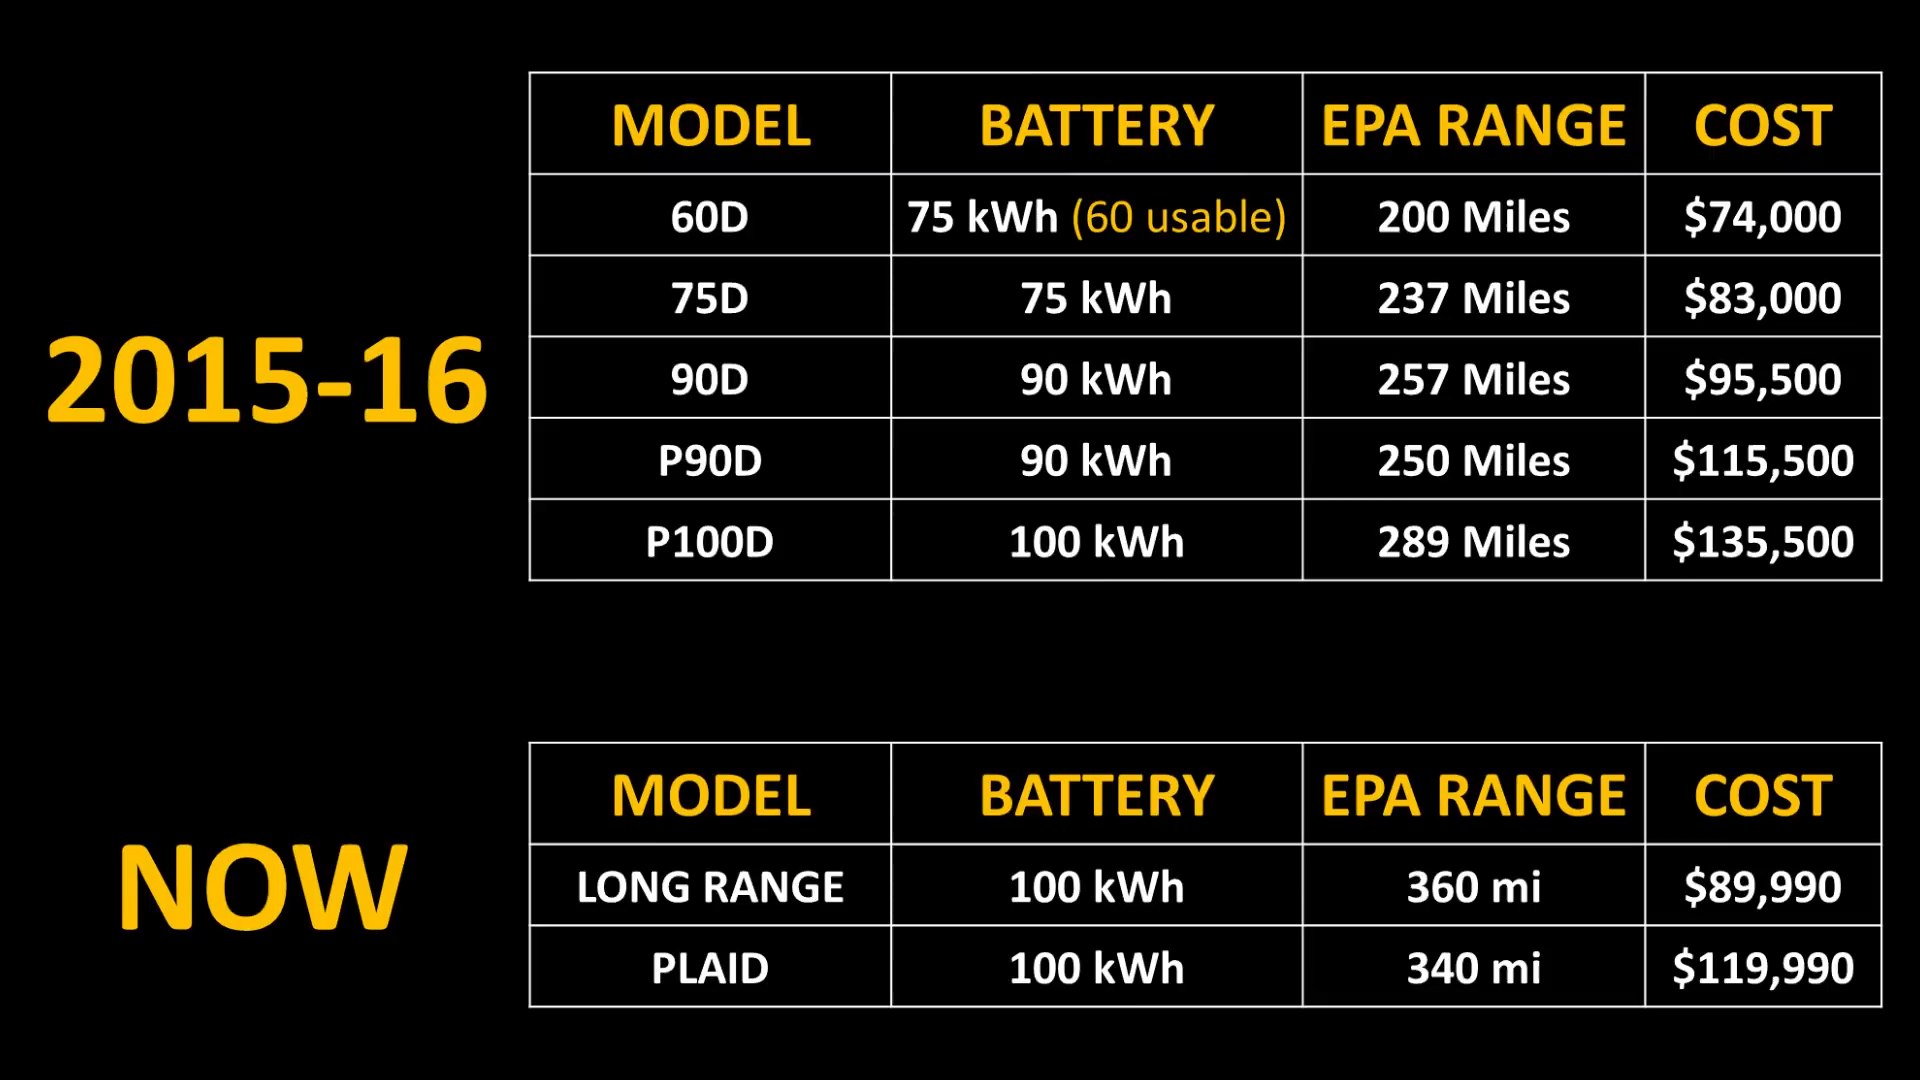 MODEL BATTERY EPA RANGE COST
60D 75 kWh (60 usable) 200 Miles $74,000
75D 75 kWh 237 Miles $83,000
2015-16
90D 90 kWh 257 Miles $95,500
P90D 90 kWh 250 Miles $115,500
P100D 100 kWh 289 Miles $135,500
MODEL BATTERY EPA RANGE COST
NOW
LONG RANGE 100 kWh 360 mi $89,990
PLAID 100 kWh 340 mi $119,990